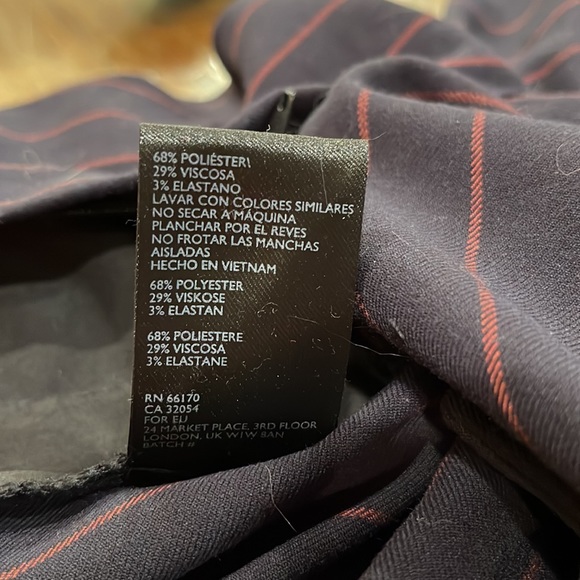 68% POLIÉSTER
29% VISCOSA
3% ELASTANO
LAVAR CON COLORES SIMILARES
NO SECAR A MÁQUINA
PLANCHAR POR EL REVES
NO FROTAR LAS MANCHAS
AISLADAS
HECHO EN VIETNAM
68% POLYESTER
29% VISKOSE
3% ELASTAN
68% POLIESTERE
29% VISCOSA
3% ELASTANE
RN 66170
CA 32054
FOR EU
24 MARKET PLACE, 3RD FLOOR
LONDON, UK W1W 8AN
BATCH #